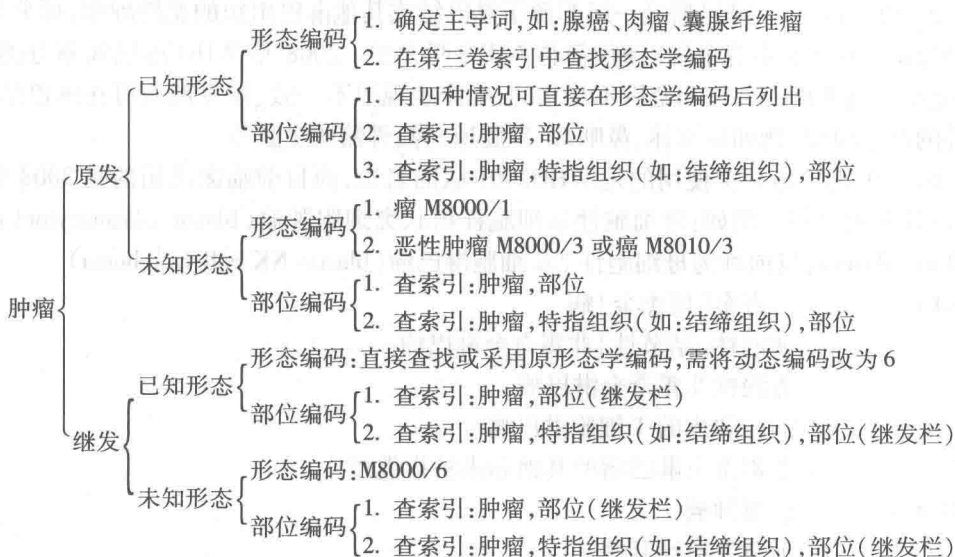 形态编码
1. 确定主导词,如:腺癌、肉瘤、囊腺纤维瘤
2. 在第三卷索引中查找形态学编码
已知形态
部位编码
1. 有四种情况可直接在形态学编码后列出
2. 查索引:肿瘤,部位
3. 查索引:肿瘤,特指组织(如:结缔组织),部位
原发
形态编码
1. 瘤 M8000/1
2. 恶性肿瘤 M8000/3 或癌 M8010/3
未知形态
部位编码
1. 查索引:肿瘤,部位
2. 查索引:肿瘤,特指组织(如:结缔组织),部位
肿瘤
形态编码:直接查找或采用原形态学编码,需将动态编码改为6
已知形态
部位编码
1. 查索引:肿瘤,部位(继发栏)
2. 查索引:肿瘤,特指组织(如:结缔组织),部位(继发栏)
继发
形态编码:M8000/6
未知形态
部位编码
1. 查索引:肿瘤,部位(继发栏)
2. 查索引:肿瘤,特指组织(如:结缔组织),部位(继发栏)